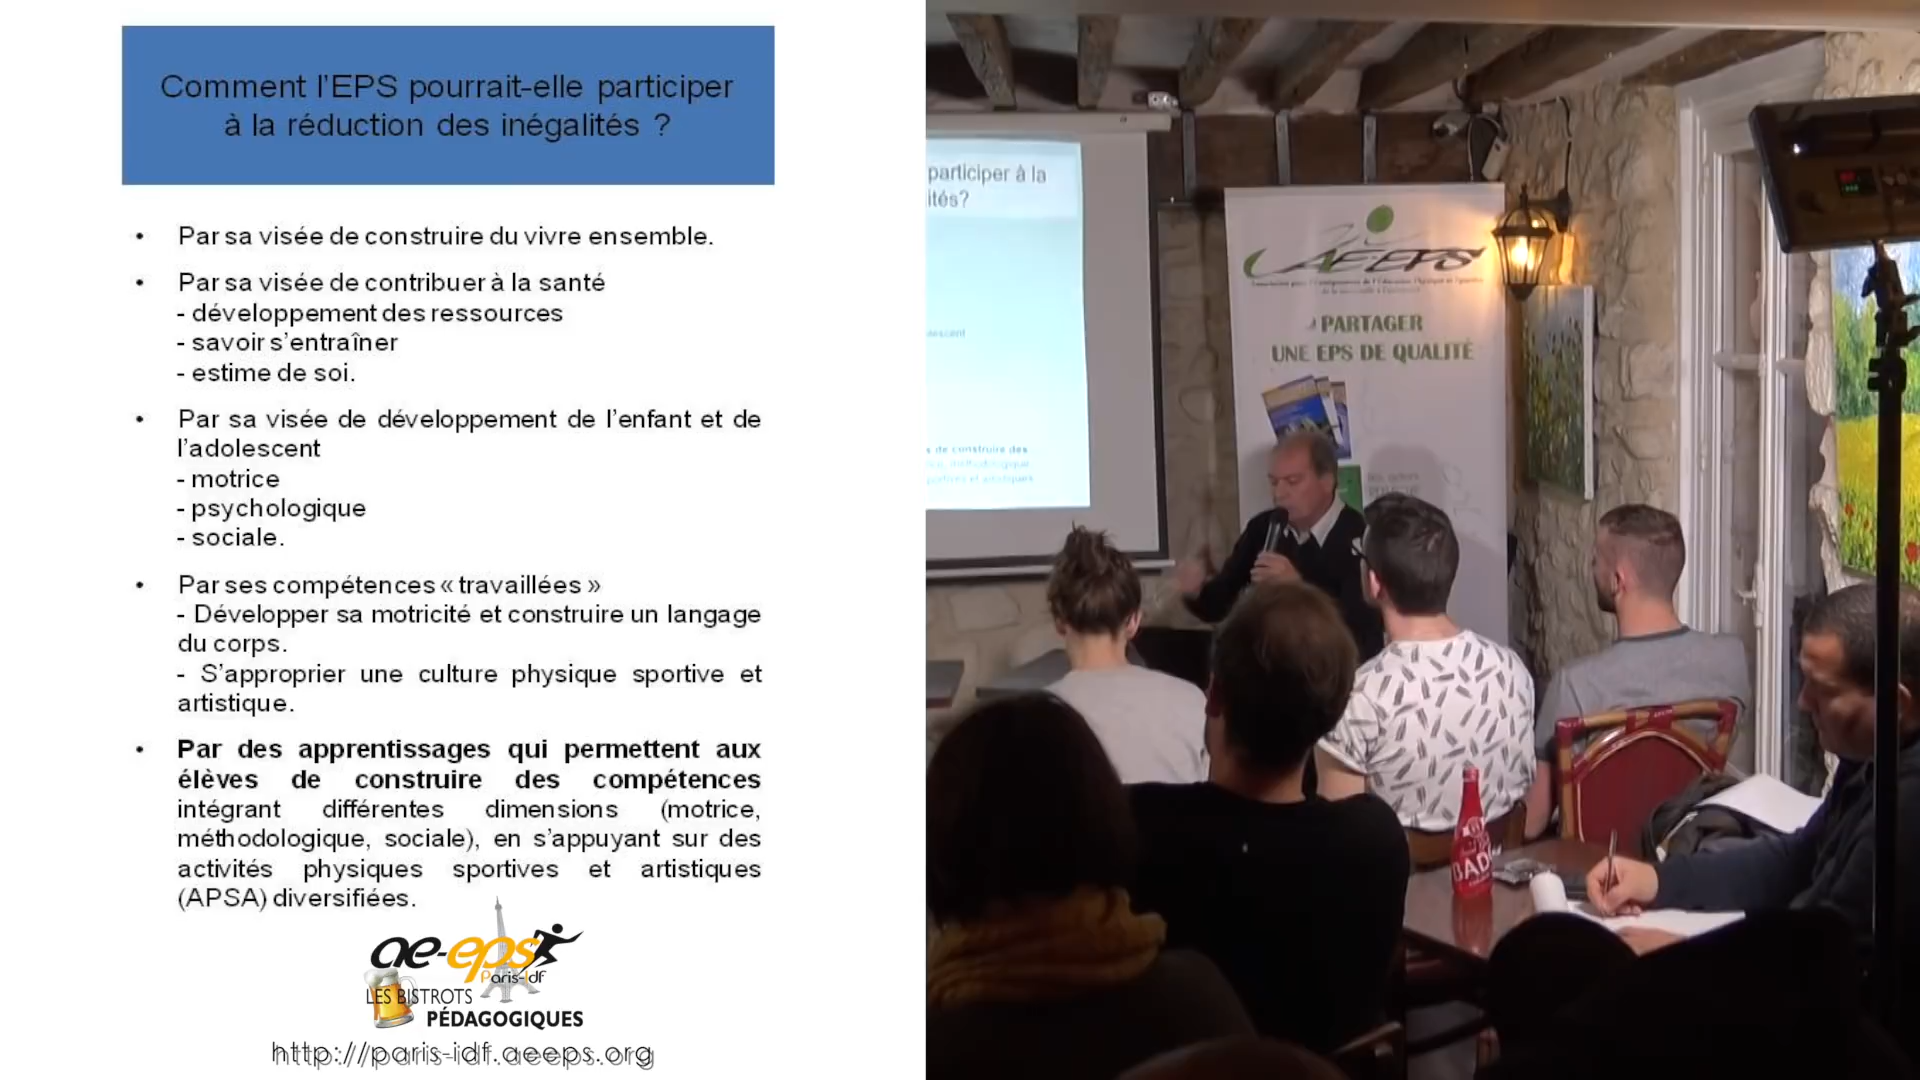 Comment l'EPS pourrait-elle participer
à la réduction des inégalités ?
• Par sa visée de construire du vivre ensemble.
• Par sa visée de contribuer à la santé
- développement des ressources
- savoir s'entraîner
- estime de soi.
• Par sa visée de développement de l'enfant et de
l'adolescent
- motrice
- psychologique
- sociale.
• Par ses compétences « travaillées »
- Développer sa motricité et construire un langage
du corps.
- S'approprier une culture physique sportive et
artistique.
• Par des apprentissages qui permettent aux
élèves de construire des compétences
intégrant différentes dimensions (motrice,
méthodologique, sociale), en s'appuyant sur des
activités physiques sportives et artistiques
(APSA) diversifiées.
ae-eps
Paris-Idf
LES BISTROTS
PÉDAGOGIQUES
http://paris-idf.aeeps.org
participer à la
ités?
escent
de construire des
AEEPS
PARTAGER
UNE EPS DE QUALITÉ
BAD